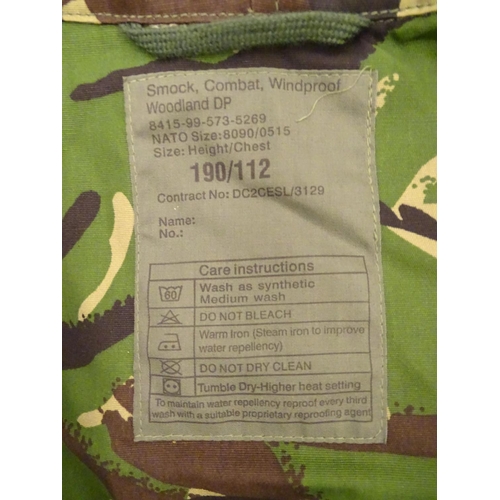 Smock, Combat, Windproof
Woodland DP
8415-99-573-5269
NATO Size:8090/0515
Size: Height/Chest
190/112
Contract No: DC2CESL/3129
Name:
No.:
Care instructions
60 Wash as synthetic
Medium wash
DO NOT BLEACH
Warm Iron (Steam iron to improve
water repellency)
DO NOT DRY CLEAN
Tumble Dry-Higher heat setting
To maintain water repellency reproof every third
wash with a suitable proprietary reproofing agent